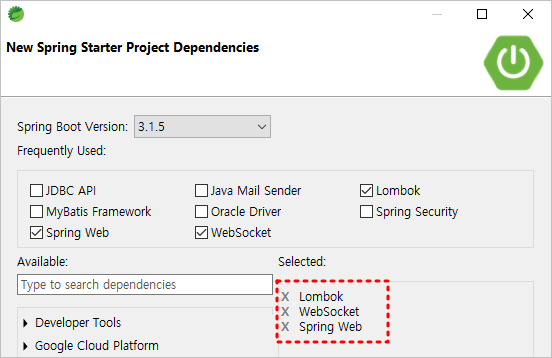 New Spring Starter Project Dependencies
Spring Boot Version: 3.1.5
Frequently Used:
JDBC API Java Mail Sender Lombok
MyBatis Framework Oracle Driver Spring Security
Spring Web WebSocket
Available: Selected:
Type to search dependencies
X Lombok
X WebSocket
X Spring Web
Developer Tools
Google Cloud Platform